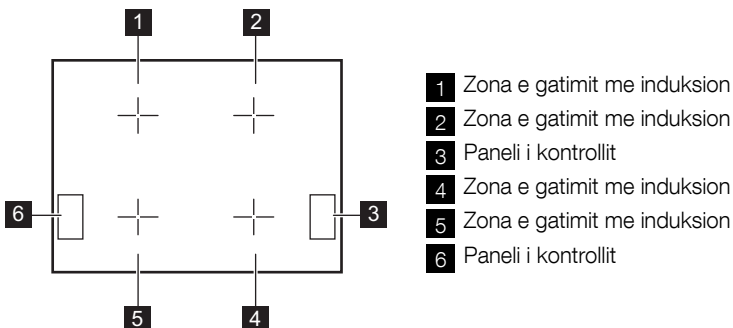 1 2
6 3
5 4
1 Zona e gatimit me induksion
2 Zona e gatimit me induksion
3 Paneli i kontrollit
4 Zona e gatimit me induksion
5 Zona e gatimit me induksion
6 Paneli i kontrollit